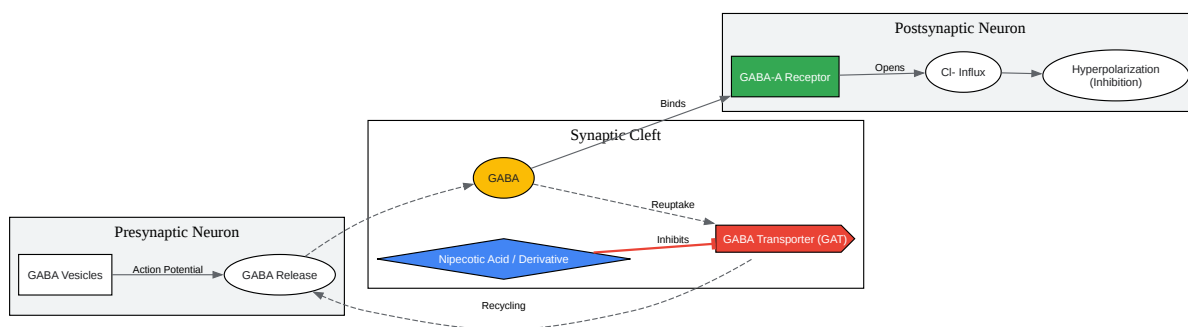 Postsynaptic Neuron
GABA-A Receptor
Opens
Cl- Influx
Hyperpolarization
(Inhibition)
Binds
Synaptic Cleft
GABA
Reuptake
Presynaptic Neuron
GABA Vesicles
Action Potential
GABA Release
Nipecotic Acid / Derivative
Inhibits
GABA Transporter (GAT)
Recycling